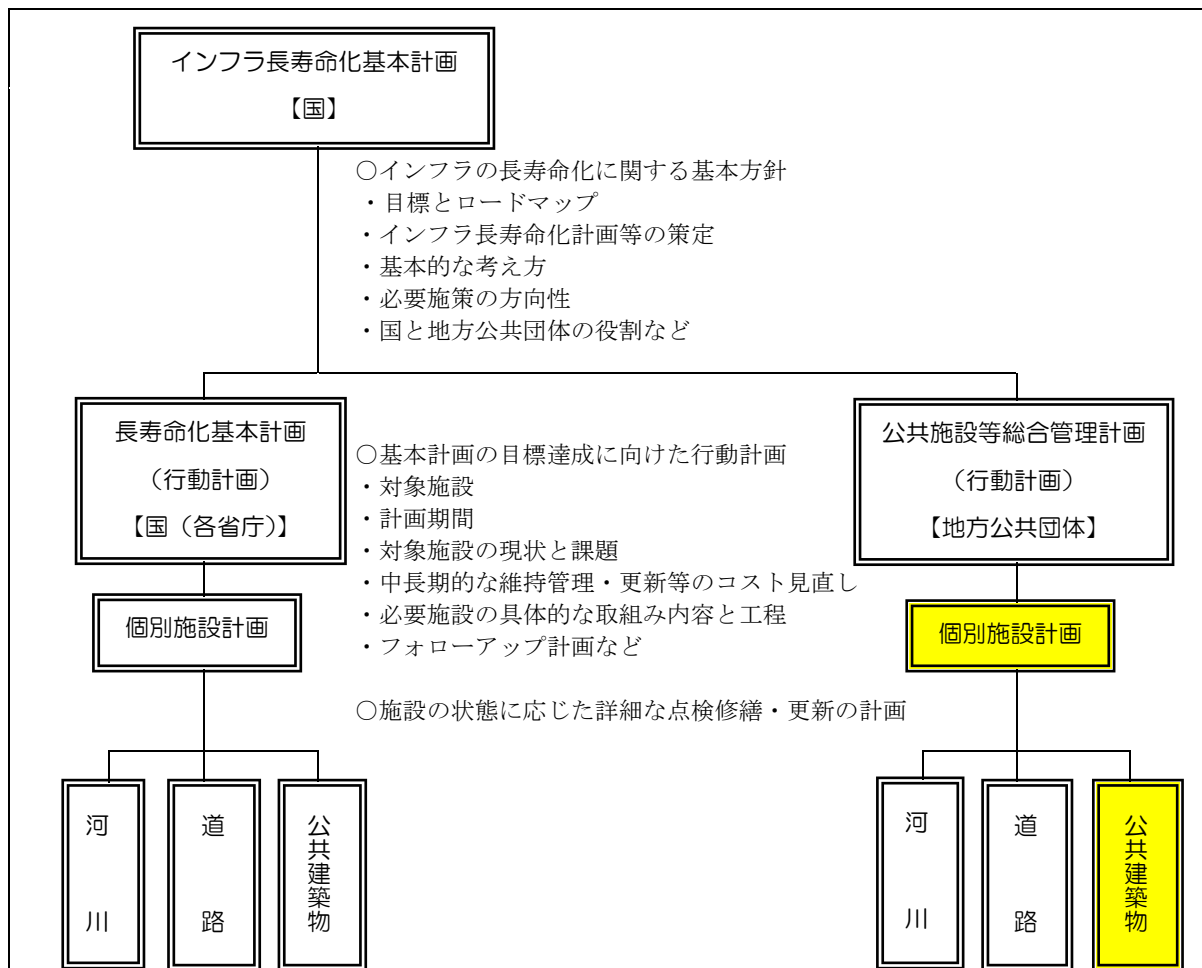 インフラ長寿命化基本計画
【国】
○インフラの長寿命化に関する基本方針
・目標とロードマップ
・インフラ長寿命化計画等の策定
・基本的な考え方
・必要施策の方向性
・国と地方公共団体の役割など
長寿命化基本計画
（行動計画）
【国（各省庁）】
○基本計画の目標達成に向けた行動計画
・対象施設
・計画期間
・対象施設の現状と課題
・中長期的な維持管理・更新等のコスト見直し
・必要施設の具体的な取組み内容と工程
・フォローアップ計画など
公共施設等総合管理計画
（行動計画）
【地方公共団体】
個別施設計画
個別施設計画
○施設の状態に応じた詳細な点検修繕・更新の計画
河川
道路
公共建築物
河川
道路
公共建築物